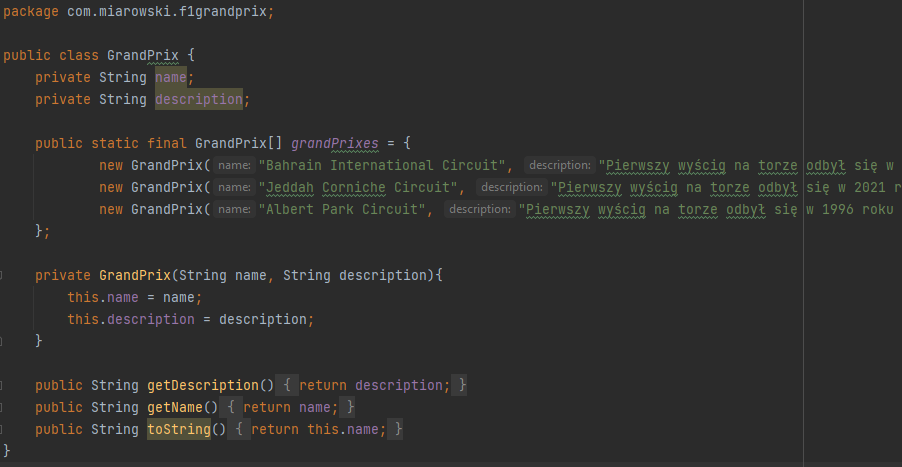 package com.miarowski.f1grandprix;
public class GrandPrix {
private String name;
private String description;
public static final GrandPrix[] grandPrixes = {
new GrandPrix( name: "Bahrain International Circuit", description: "Pierwszy wyścig na torze odbył się w
new GrandPrix( name: "Jeddah Corniche Circuit", description: "Pierwszy wyścig na torze odbył się w 2021 r
new GrandPrix( name: "Albert Park Circuit", description: "Pierwszy wyścig na torze odbył się w 1996 roku
};
private GrandPrix(String name, String description){
this.name = name;
this.description = description;
}
public String getDescription() { return description; }
public String getName() { return name; }
public String toString() { return this.name; }
}